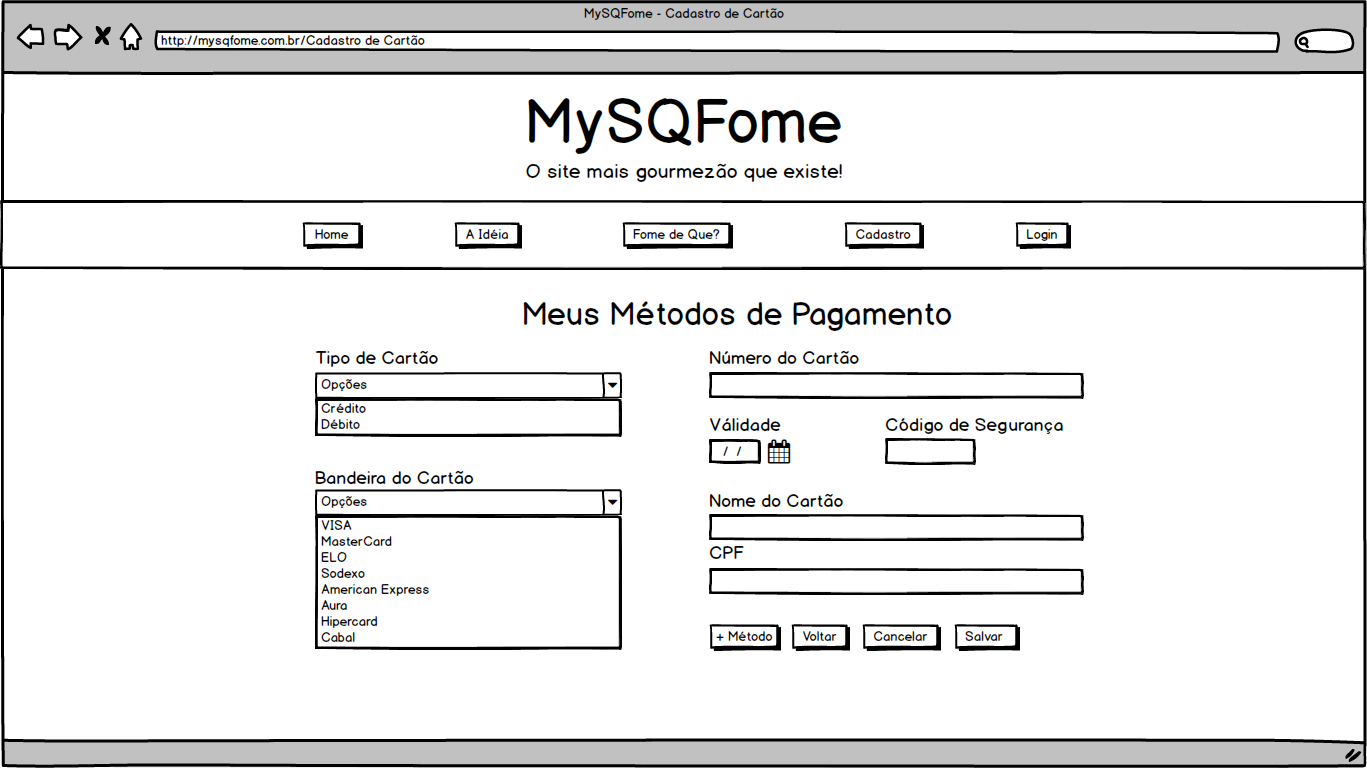 MySQFome - Cadastro de Cartão
http://mysqfome.com.br/Cadastro de Cartão
MySQFome
O site mais gourmezão que existe!
Home
A Idéia
Fome de Que?
Cadastro
Login
Meus Métodos de Pagamento
Tipo de Cartão
Opções
Crédito
Débito
Bandeira do Cartão
Opções
VISA
MasterCard
ELO
Sodexo
American Express
Aura
Hipercard
Cabal
Número do Cartão
Válidade
Código de Segurança
/ /
Nome do Cartão
CPF
+ Método
Voltar
Cancelar
Salvar